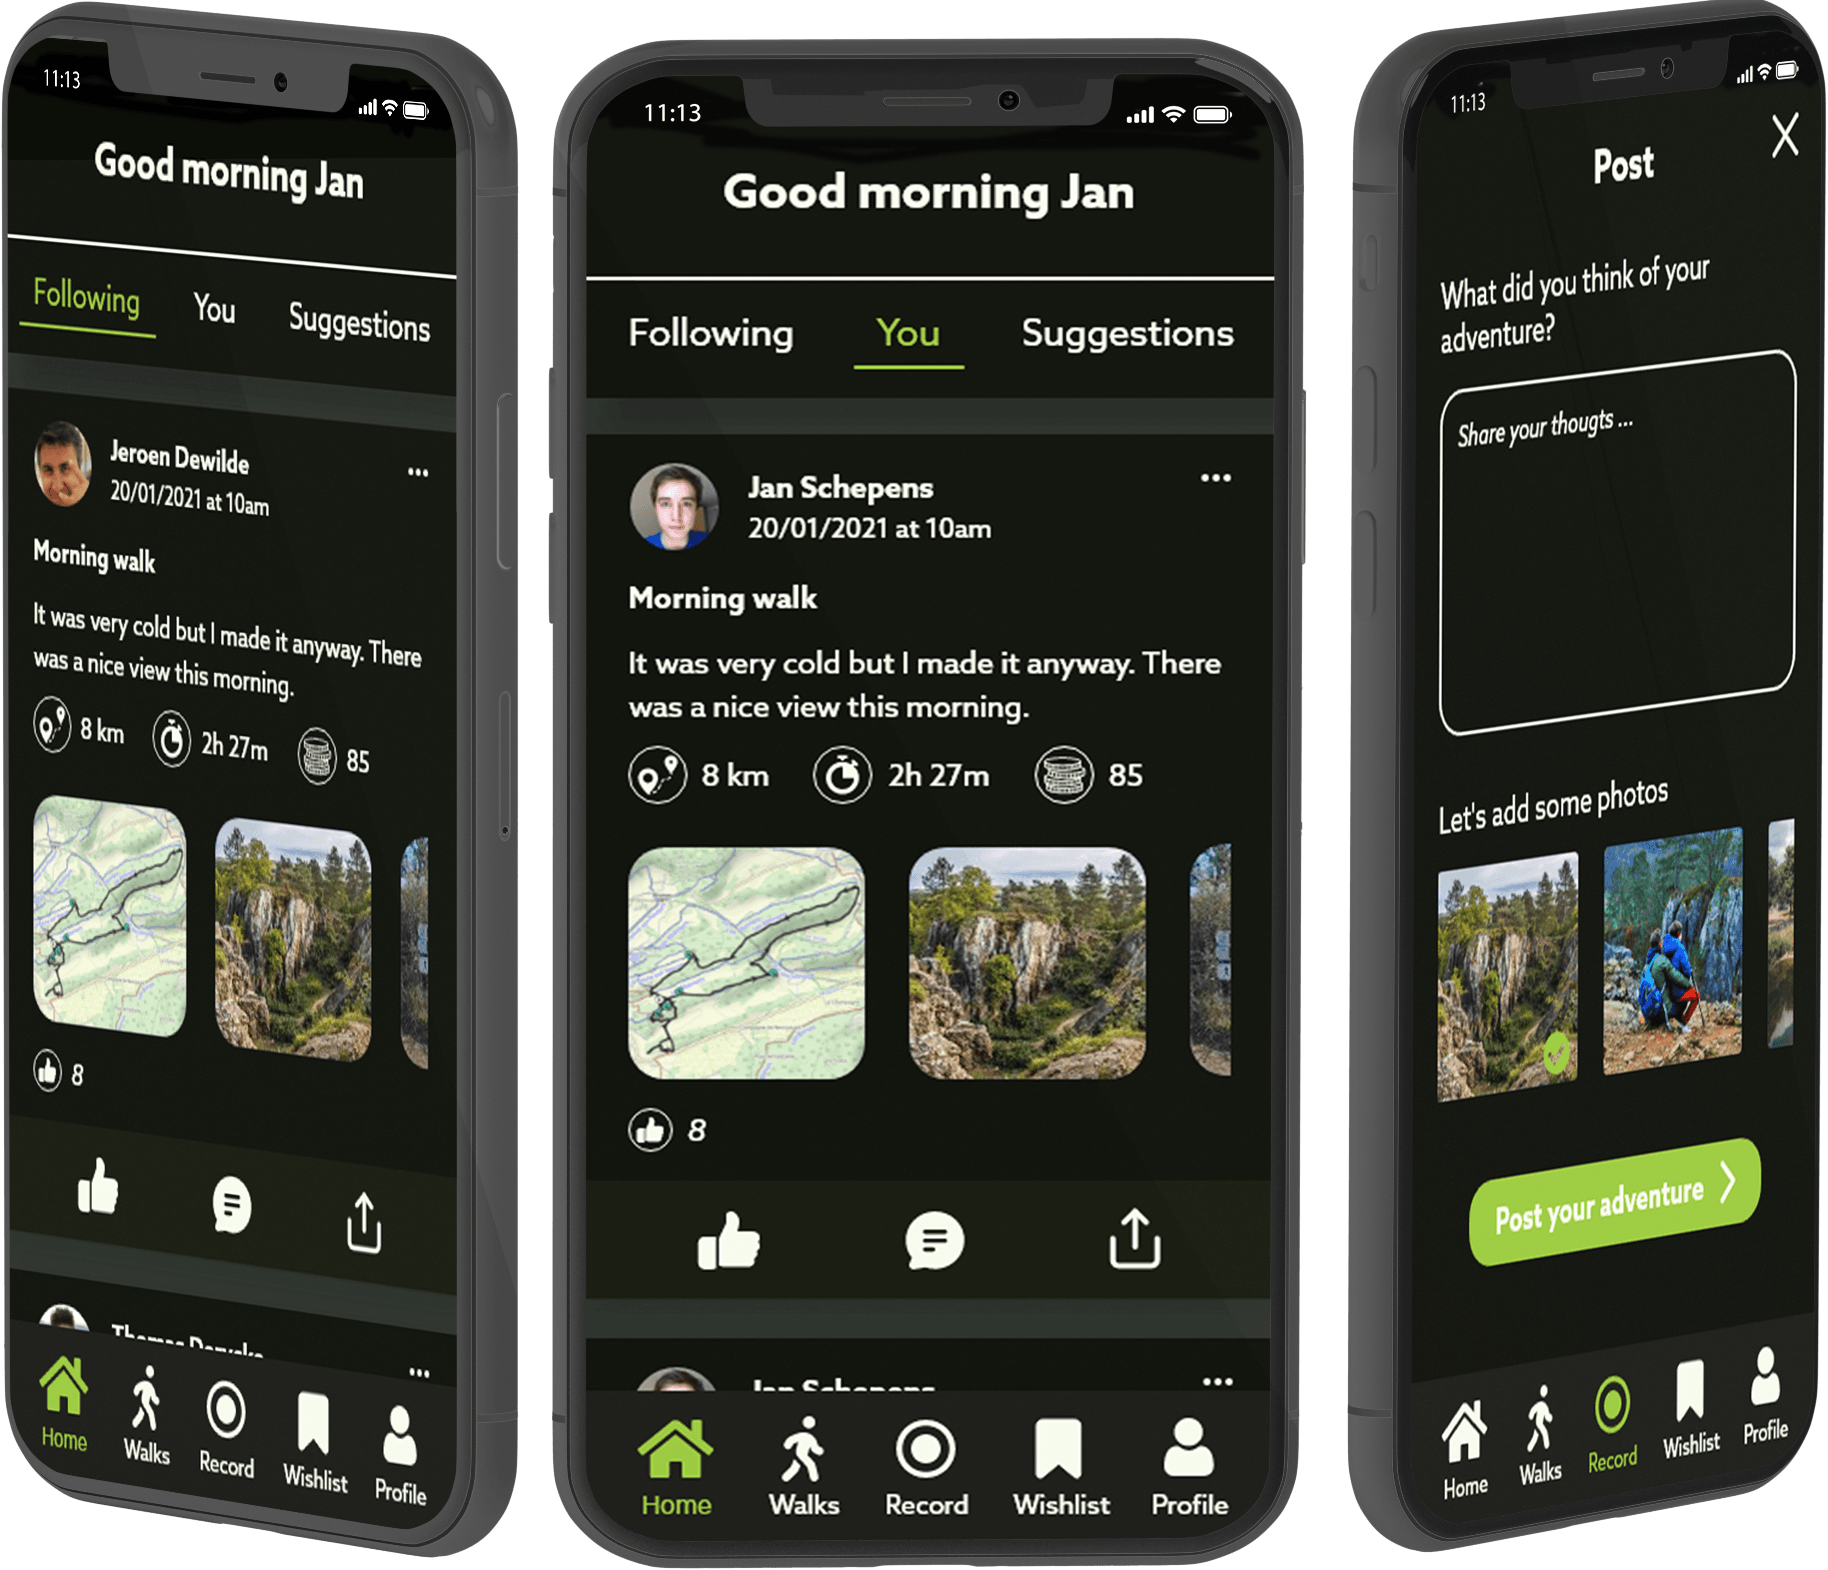 11:13
Good morning Jan
Following
You
Suggestions
Jeroen Dewilde
20/01/2021 at 10am
Morning walk
It was very cold but I made it anyway. There
was a nice view this morning.
8 km
2h 27m
85
8
Home
Walks
Record
Wishlist
Profile
11:13
Good morning Jan
Following
You
Suggestions
Jan Schepens
20/01/2021 at 10am
Morning walk
It was very cold but I made it anyway. There
was a nice view this morning.
8 km
2h 27m
85
8
Jan Schepens
Home
Walks
Record
Wishlist
Profile
11:13
Post
What did you think of your
adventure?
Share your thougts ...
Let's add some photos
Post your adventure
Home
Walks
Record
Wishlist
Profile